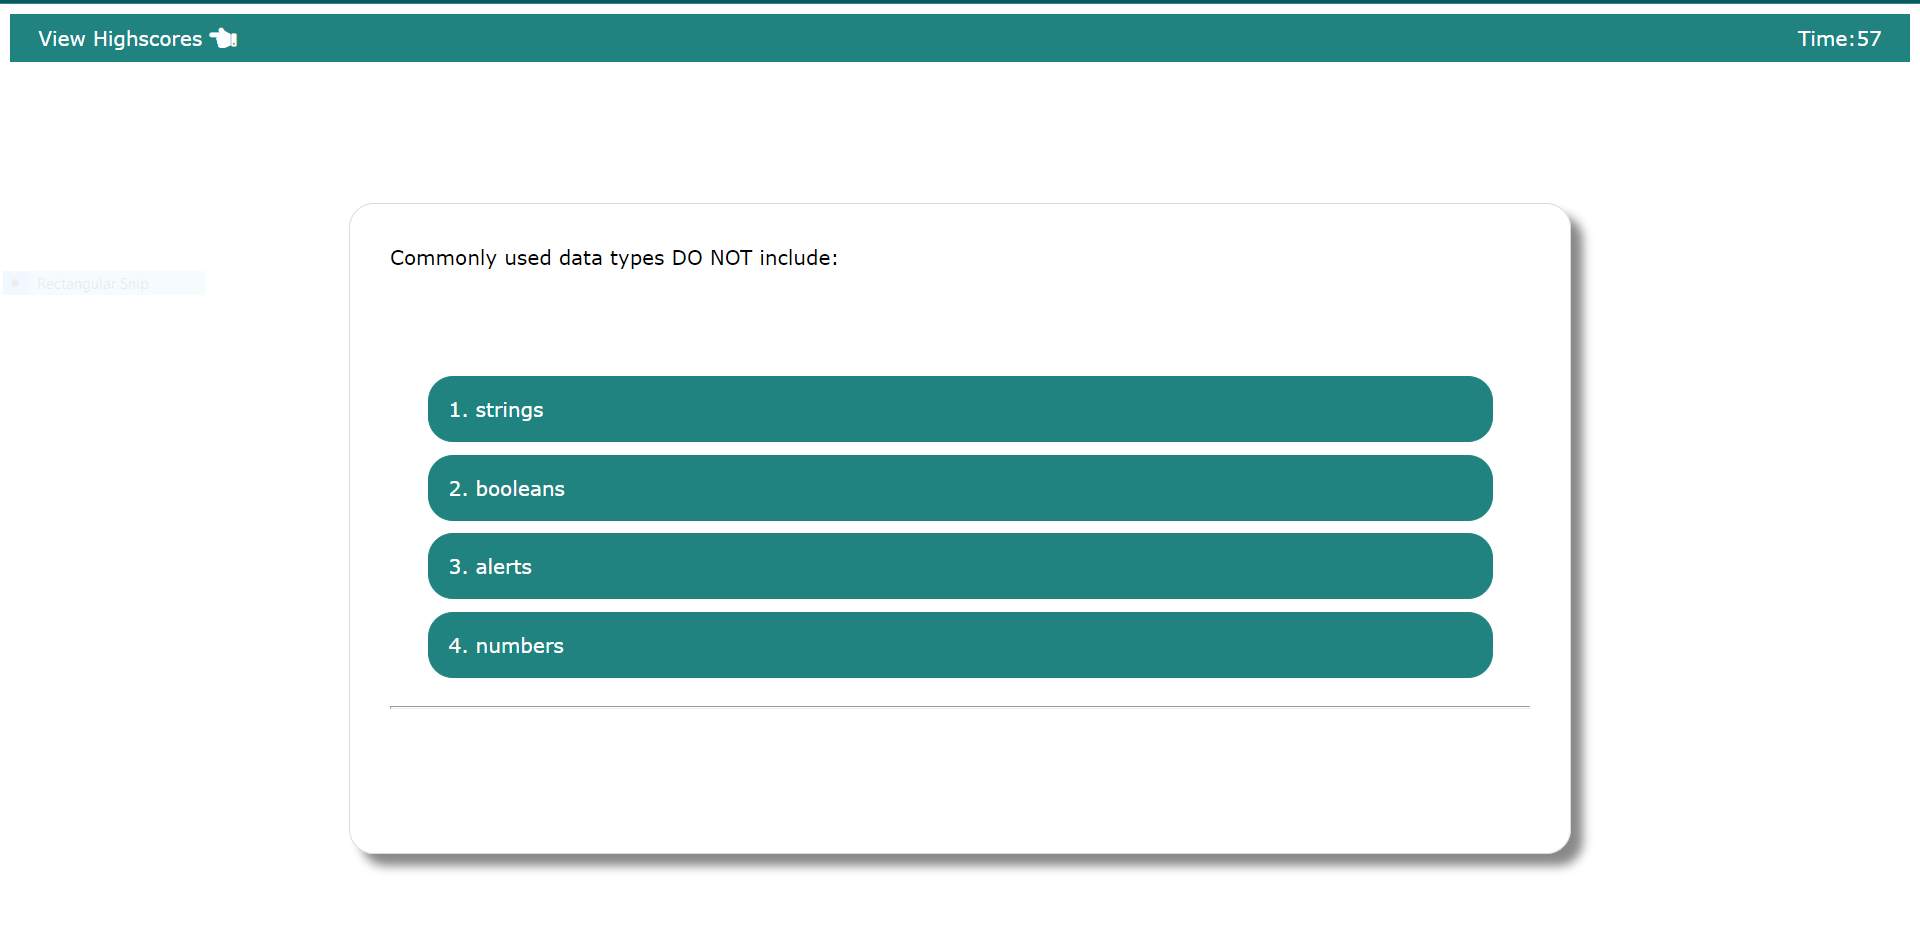 View Highscores
Time:57
Commonly used data types DO NOT include:
Rectangular Snip
1. strings
2. booleans
3. alerts
4. numbers